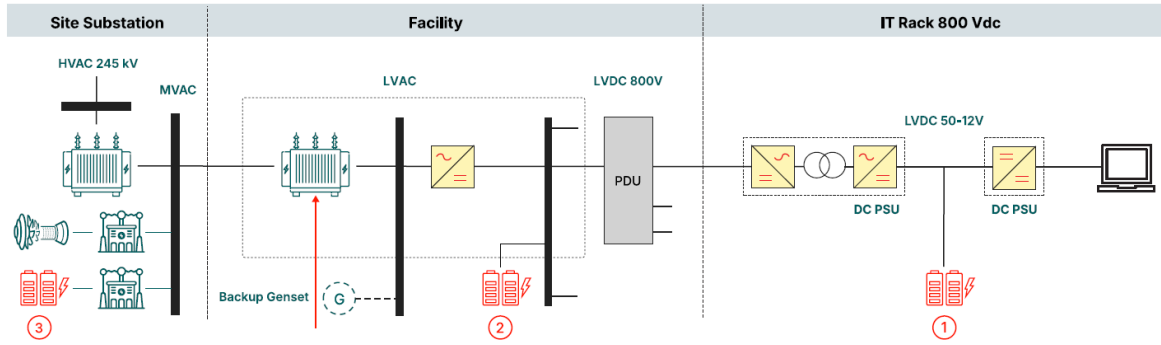 Site Substation
Facility
IT Rack 800 Vdc
HVAC 245 kV
MVAC
LVAC
LVDC 800V
LVDC 50-12V
PDU
DC PSU
DC PSU
Backup Genset
G
3
2
1